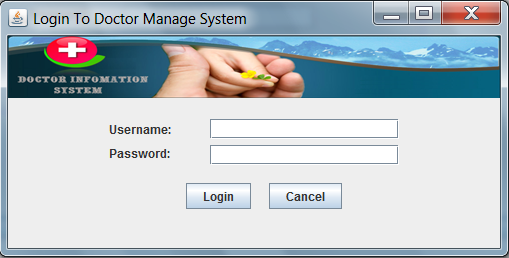 Login To Doctor Manage System
DOCTOR INFOMATION
SYSTEM
Username:
Password:
Login Cancel